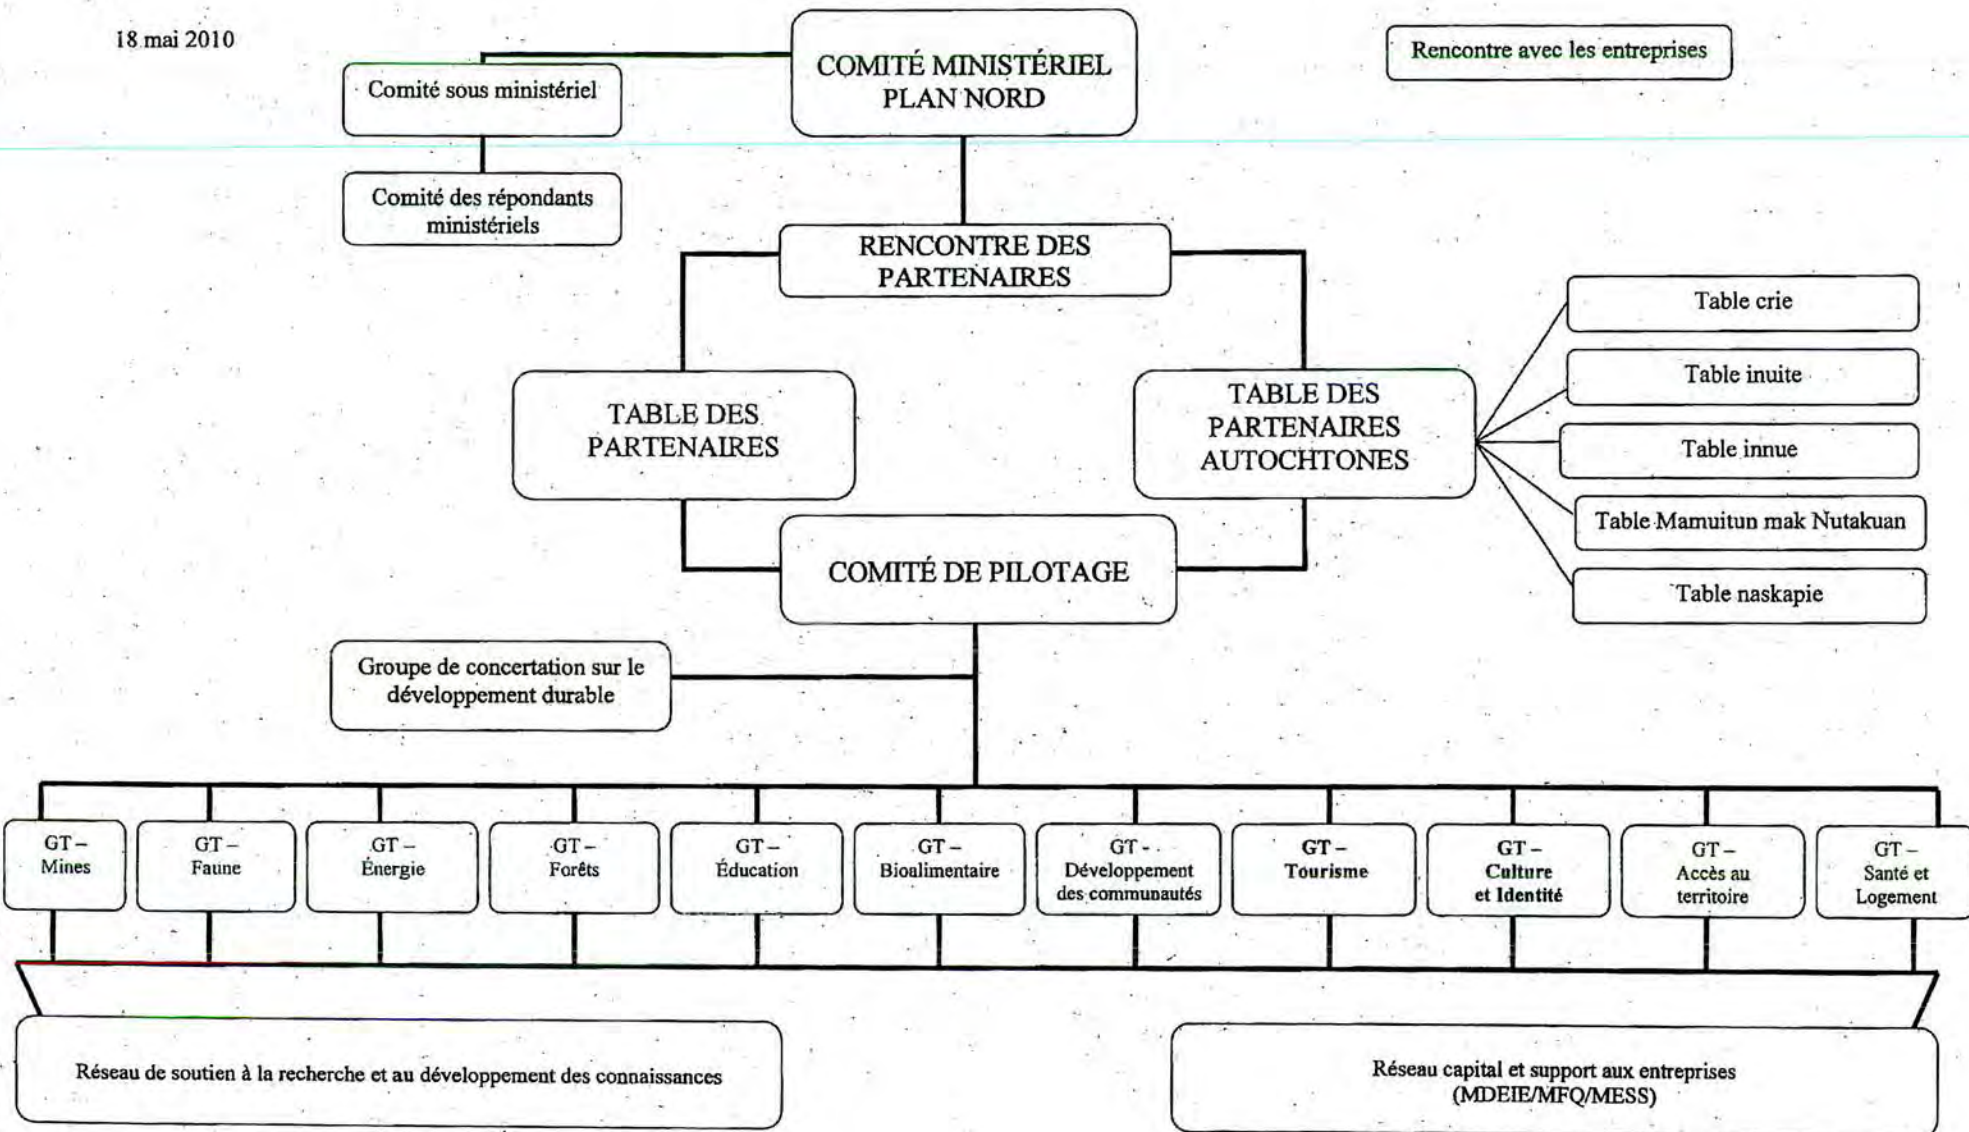 18 mai 2010
COMITÉ MINISTÉRIEL
PLAN NORD
Rencontre avec les entreprises
Comité sous ministériel
Comité des répondants
ministériels
RENCONTRE DES
PARTENAIRES
TABLE DES
PARTENAIRES
TABLE DES
PARTENAIRES
AUTOCHTONES
Table crie
Table inuite
Table innue
Table Mamuitun mak Nutakuan
Table naskapie
COMITÉ DE PILOTAGE
Groupe de concertation sur le
développement durable
GT –
Mines
GT –
Faune
GT –
Énergie
GT –
Forêts
GT –
Éducation
GT –
Bioalimentaire
GT -
Développement
des communautés
GT –
Tourisme
GT –
Culture
et Identité
GT –
Accès au
territoire
GT –
Santé et
Logement
Réseau de soutien à la recherche et au développement des connaissances
Réseau capital et support aux entreprises
(MDEIE/MFQ/MESS)